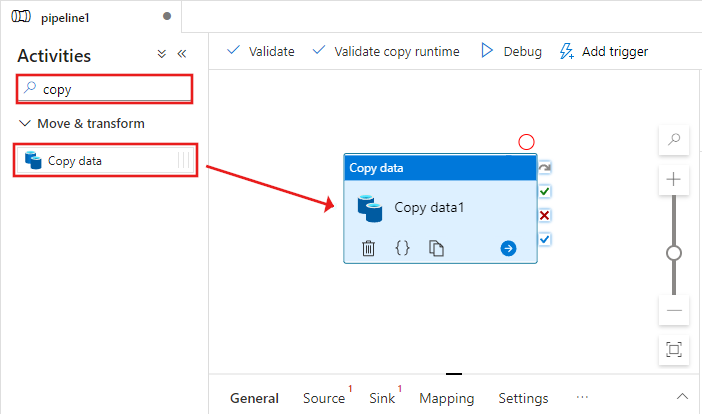 pipeline1
Activities
copy
Move & transform
Copy data
Validate
Validate copy runtime
Debug
Add trigger
Copy data
Copy data1
{}
General
Source 1
Sink 1
Mapping
Settings
...